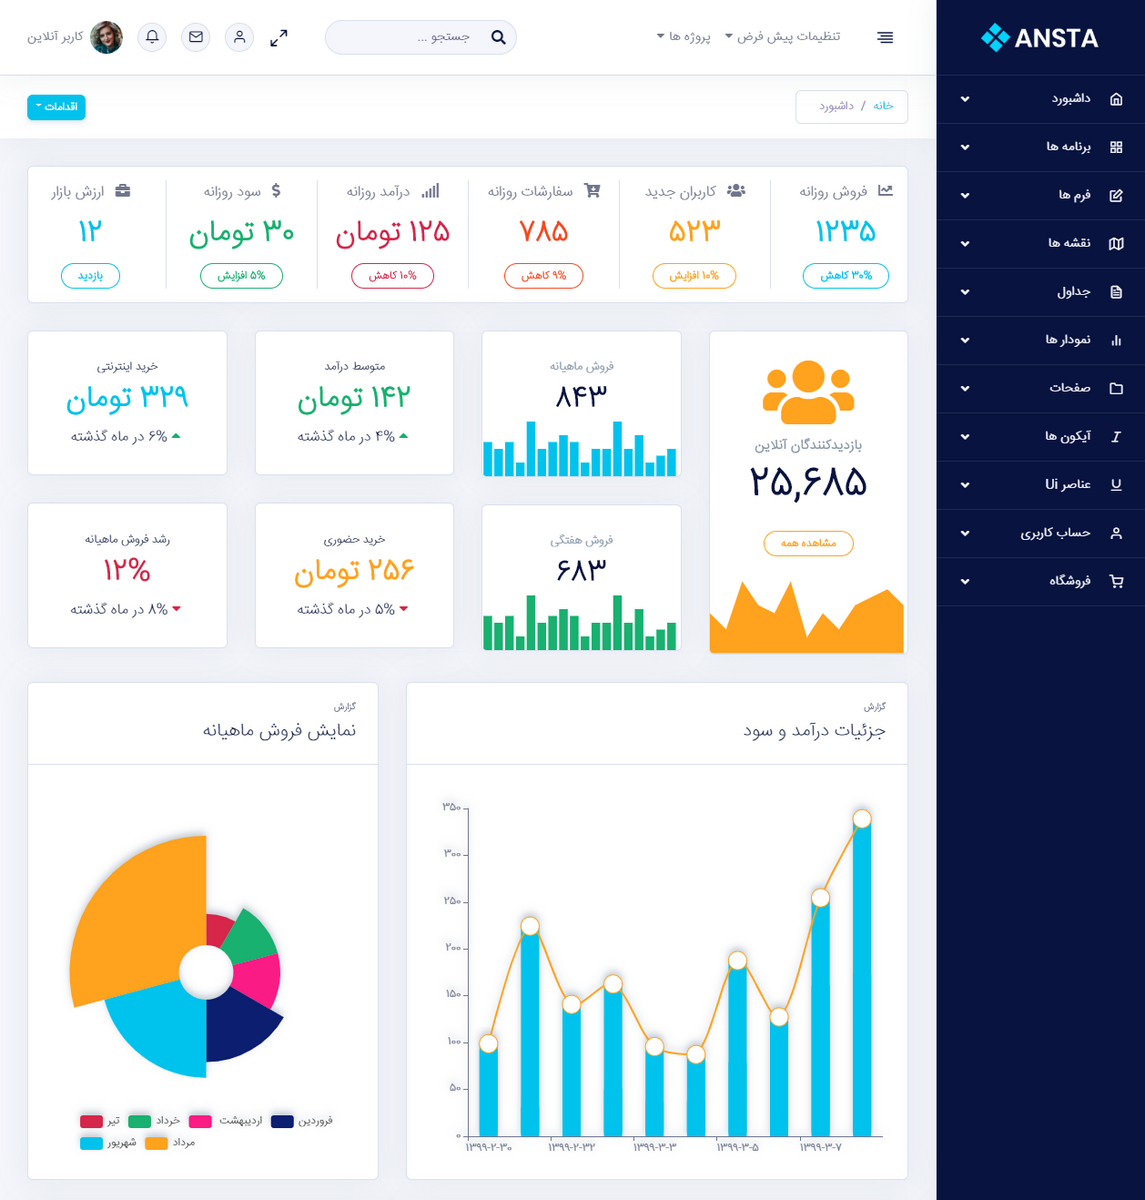 ANSTA
داشبورد
برنامه ها
فرم ها
نقشه ها
جداول
نمودار ها
صفحات
آیکون ها
عناصر Ui
حساب کاربری
فروشگاه
تنظیمات پیش فرض
پروژه ها
جستجو ...
کاربر آنلاین
خانه / داشبورد
اقدامات
فروش روزانه
۱۲۳۵
۳۰% کاهش
کاربران جدید
۵۲۳
۱۰% افزایش
سفارشات روزانه
۷۸۵
۹% کاهش
درآمد روزانه
۱۲۵ تومان
۱۰% کاهش
سود روزانه
۳۰ تومان
۵% افزایش
ارزش بازار
۱۲
بازدید
بازدیدکنندگان آنلاین
۲۵,۶۸۵
مشاهده همه
فروش ماهیانه
۸۴۳
متوسط درآمد
۱۴۲ تومان
۴% در ماه گذشته
خرید اینترنتی
۳۲۹ تومان
۶% در ماه گذشته
فروش هفتگی
۶۸۳
خرید حضوری
۲۵۶ تومان
۵% در ماه گذشته
رشد فروش ماهیانه
۱۲%
۸% در ماه گذشته
گزارش
جزئیات درآمد و سود
۳۵۰
۳۰۰
۲۵۰
۲۰۰
۱۵۰
۱۰۰
۵۰
۰
۱۳۹۹-۲-۳۰
۱۳۹۹-۲-۳۲
۱۳۹۹-۳-۳
۱۳۹۹-۳-۵
۱۳۹۹-۳-۷
گزارش
نمایش فروش ماهیانه
فروردین
اردیبهشت
خرداد
تیر
مرداد
شهریور